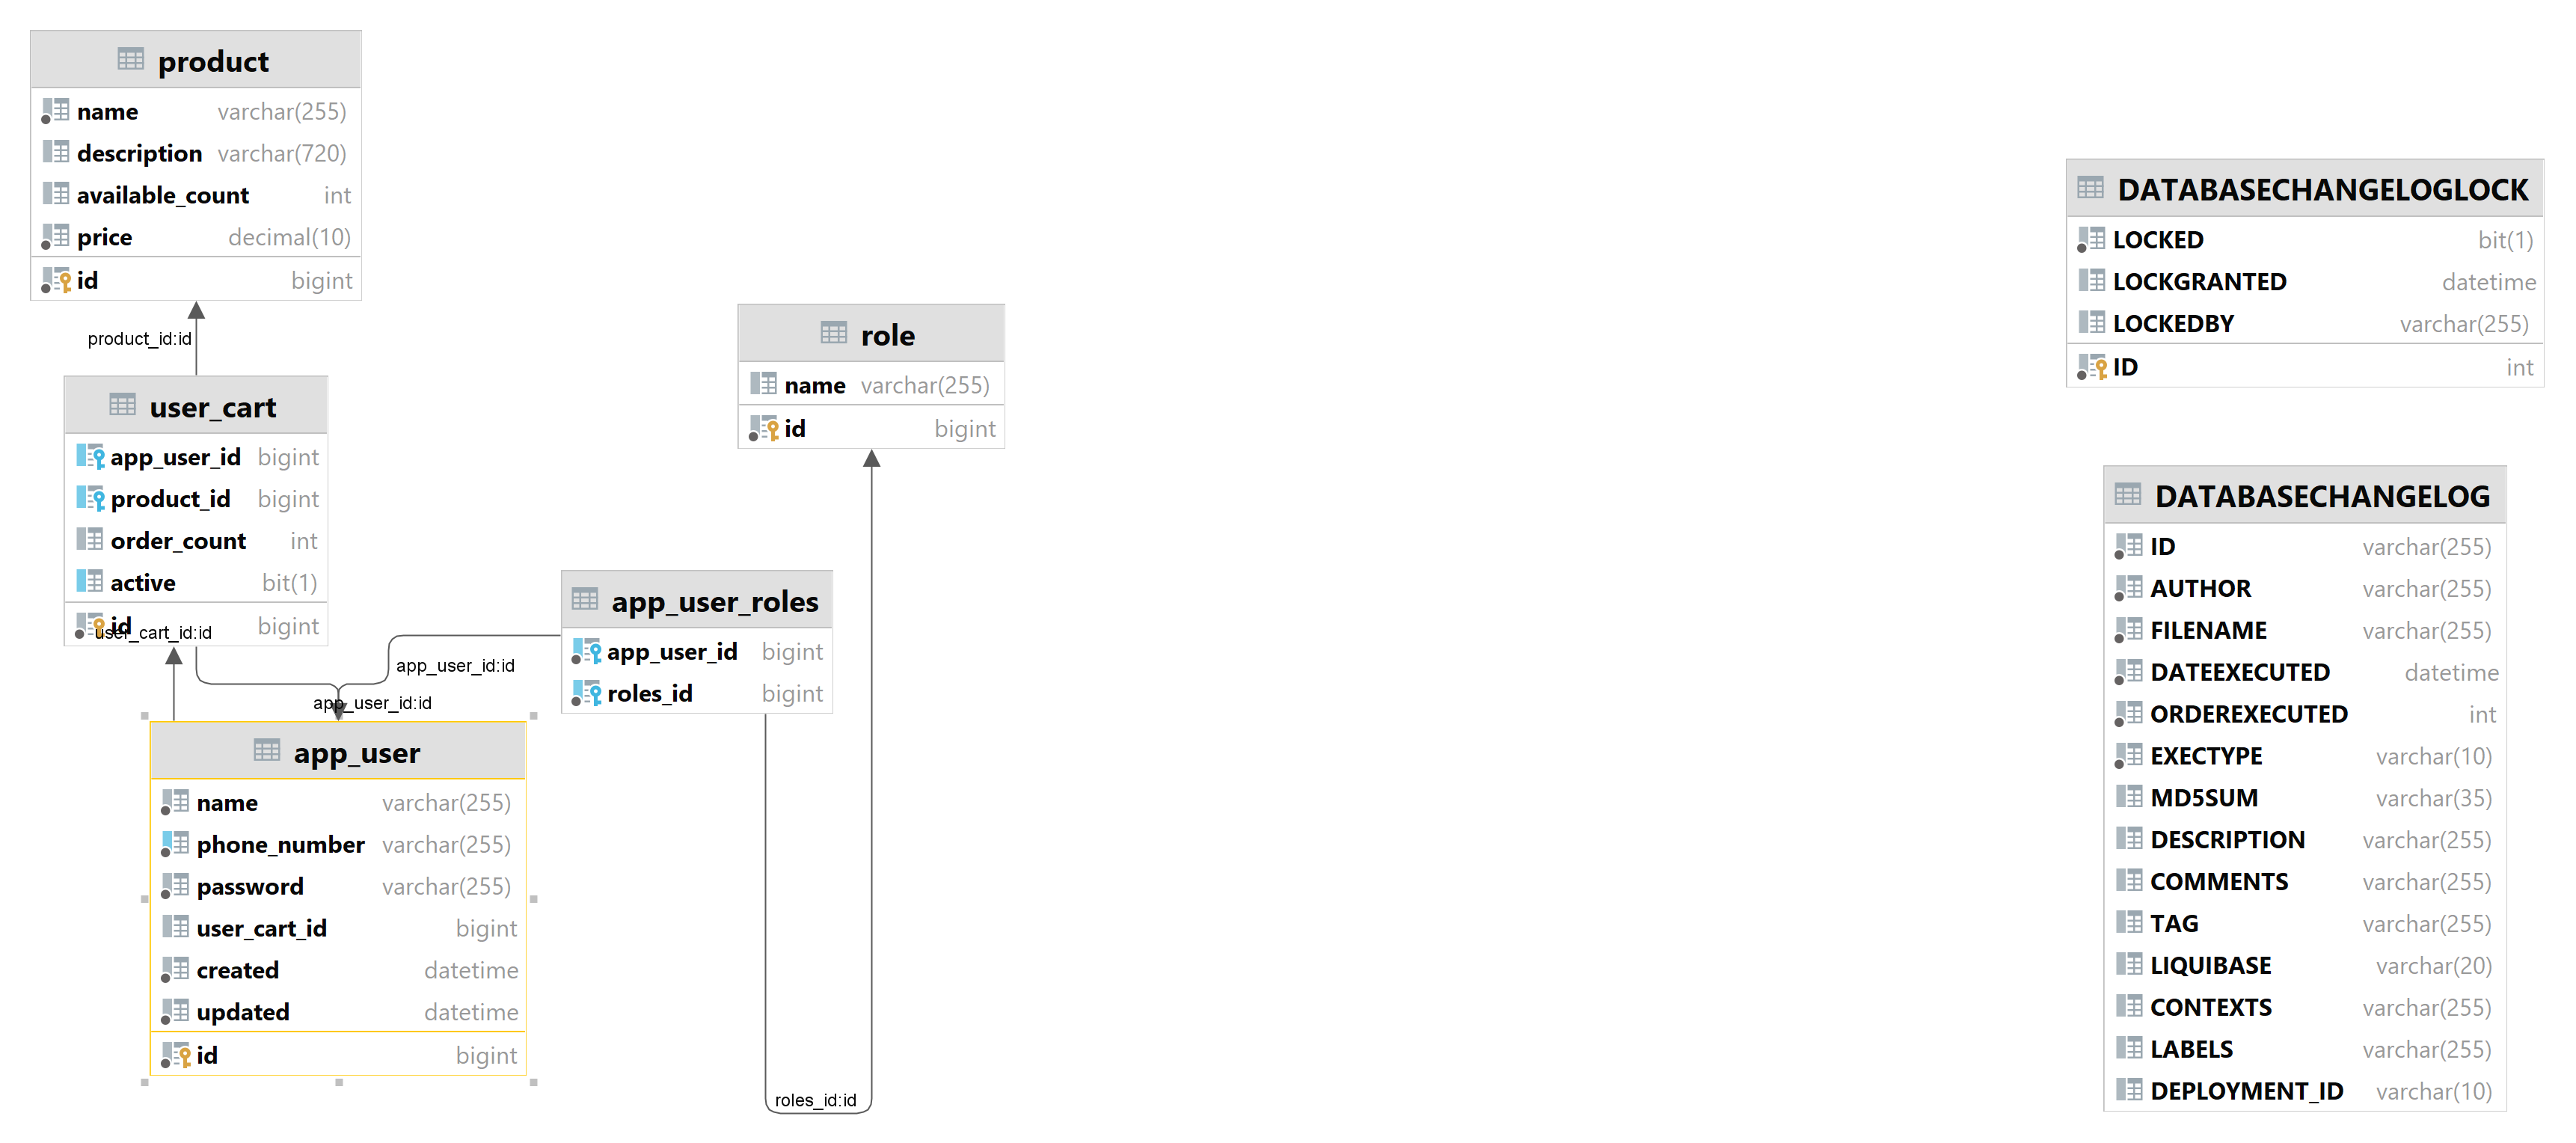 product
name varchar(255)
description varchar(720)
available_count int
price decimal(10)
id bigint
product_id:id
user_cart
app_user_id bigint
product_id bigint
order_count int
active bit(1)
id bigint
user_cart_id:id
app_user_id:id
app_user_id:id
app_user
name varchar(255)
phone_number varchar(255)
password varchar(255)
user_cart_id bigint
created datetime
updated datetime
id bigint
app_user_roles
app_user_id bigint
roles_id bigint
roles_id:id
role
name varchar(255)
id bigint
DATABASECHANGELOGLOCK
LOCKED bit(1)
LOCKGRANTED datetime
LOCKEDBY varchar(255)
ID int
DATABASECHANGELOG
ID varchar(255)
AUTHOR varchar(255)
FILENAME varchar(255)
DATEEXECUTED datetime
ORDEREXECUTED int
EXECTYPE varchar(10)
MD5SUM varchar(35)
DESCRIPTION varchar(255)
COMMENTS varchar(255)
TAG varchar(255)
LIQUIBASE varchar(20)
CONTEXTS varchar(255)
LABELS varchar(255)
DEPLOYMENT_ID varchar(10)